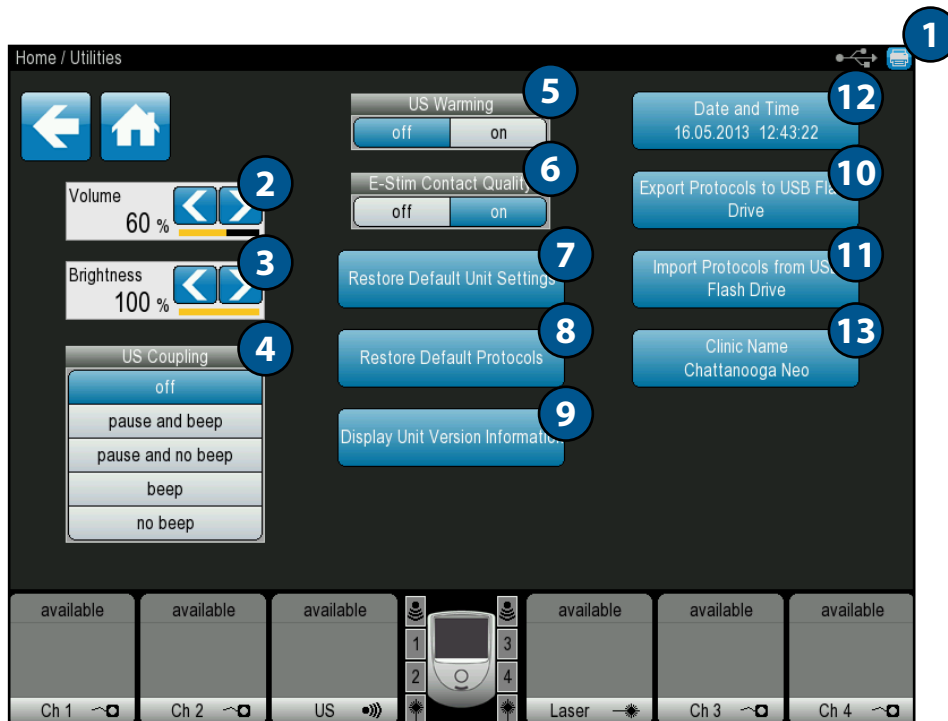 1
Home / Utilities
2
Volume
60 %
3
Brightness
100 %
4
US Coupling
off
pause and beep
pause and no beep
beep
no beep
5
US Warming
off on
6
E-Stim Contact Quality
off on
7
Restore Default Unit Settings
8
Restore Default Protocols
9
Display Unit Version Information
12
Date and Time
16.05.2013 12:43:22
10
Export Protocols to USB Flash
Drive
11
Import Protocols from USB
Flash Drive
13
Clinic Name
Chattanooga Neo
available available available available available available
1 3
2 4
Ch 1 Ch 2 US Laser Ch 3 Ch 4